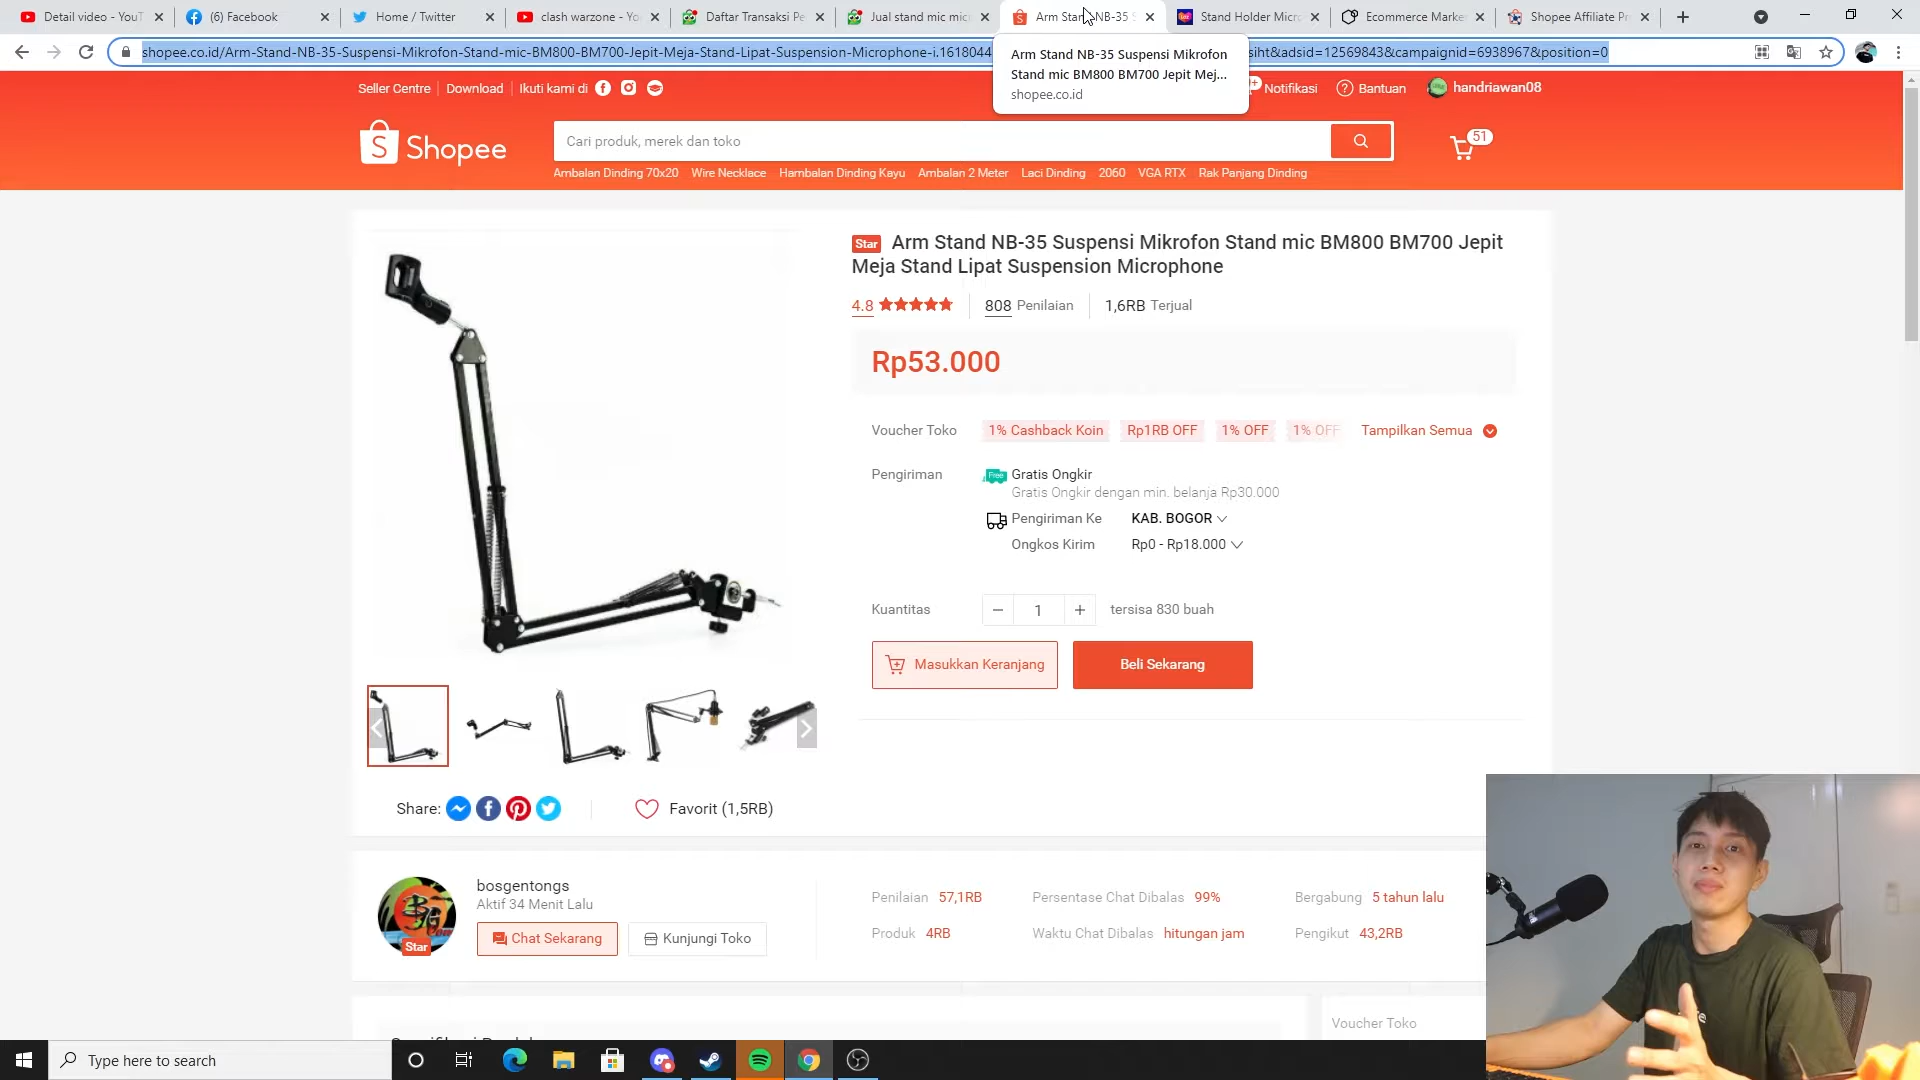 Detail video - YouT
(6) Facebook
Home / Twitter
clash warzone - Yo
Daftar Transaksi Pe
Jual stand mic mic
Arm Stand NB-35 S
Stand Holder Micro
Ecommerce Marke
Shopee Affiliate Pr
shopee.co.id/Arm-Stand-NB-35-Suspensi-Mikrofon-Stand-mic-BM800-BM700-Jepit-Meja-Stand-Lipat-Suspension-Microphone-i.1618044
siht&adsid=12569843&campaignid=6938967&position=0
Arm Stand NB-35 Suspensi Mikrofon
Stand mic BM800 BM700 Jepit Mej...
shopee.co.id
Seller Centre
Download
Ikuti kami di
Notifikasi
Bantuan
handriawan08
Shopee
Cari produk, merek dan toko
51
Ambalan Dinding 70x20 Wire Necklace Hambalan Dinding Kayu Ambalan 2 Meter Laci Dinding 2060 VGA RTX Rak Panjang Dinding
Star Arm Stand NB-35 Suspensi Mikrofon Stand mic BM800 BM700 Jepit
Meja Stand Lipat Suspension Microphone
4.8
808 Penilaian
1,6RB Terjual
Rp53.000
Voucher Toko
1% Cashback Koin
Rp1RB OFF
1% OFF
1% OFF
Tampilkan Semua
Pengiriman
Free
Gratis Ongkir
Gratis Ongkir dengan min. belanja Rp30.000
Pengiriman Ke KAB. BOGOR
Ongkos Kirim Rp0 - Rp18.000
Kuantitas
1
tersisa 830 buah
Masukkan Keranjang
Beli Sekarang
Share:
Favorit (1,5RB)
bosgentongs
Aktif 34 Menit Lalu
Star
Chat Sekarang
Kunjungi Toko
Penilaian 57,1RB
Persentase Chat Dibalas 99%
Bergabung 5 tahun lalu
Produk 4RB
Waktu Chat Dibalas hitungan jam
Pengikut 43,2RB
Voucher Toko
Type here to search